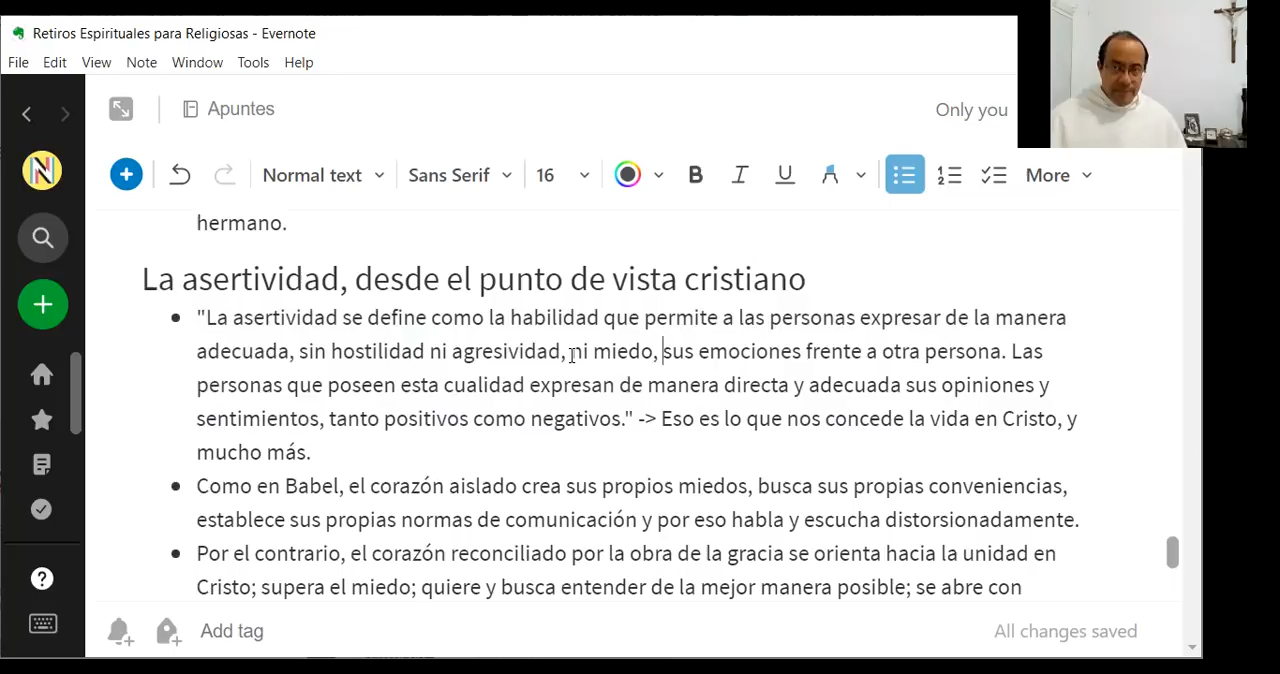 Retiros Espirituales para Religiosas - Evernote
File Edit View Note Window Tools Help
Apuntes
Only you
Normal text Sans Serif 16 B I U More
hermano.
La asertividad, desde el punto de vista cristiano
"La asertividad se define como la habilidad que permite a las personas expresar de la manera
adecuada, sin hostilidad ni agresividad, ni miedo, sus emociones frente a otra persona. Las
personas que poseen esta cualidad expresan de manera directa y adecuada sus opiniones y
sentimientos, tanto positivos como negativos." -> Eso es lo que nos concede la vida en Cristo, y
mucho más.
Como en Babel, el corazón aislado crea sus propios miedos, busca sus propias conveniencias,
establece sus propias normas de comunicación y por eso habla y escucha distorsionadamente.
Por el contrario, el corazón reconciliado por la obra de la gracia se orienta hacia la unidad en
Cristo; supera el miedo; quiere y busca entender de la mejor manera posible; se abre con
Add tag
All changes saved